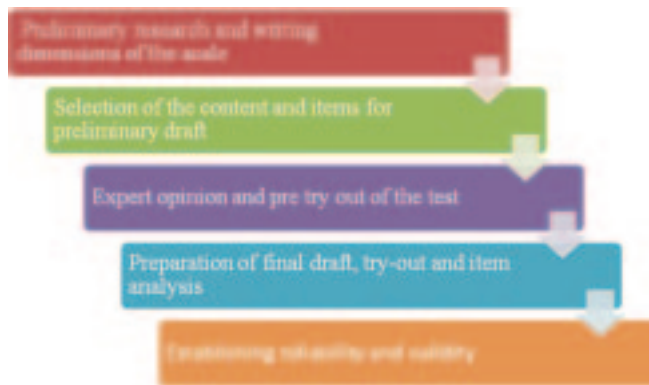 Preliminary research and writing
dimensions of the scale
Selection of the content and items for
preliminary draft
Expert opinion and pre try out of the test
Preparation of final draft, try-out and item
analysis
Establishing reliability and validity